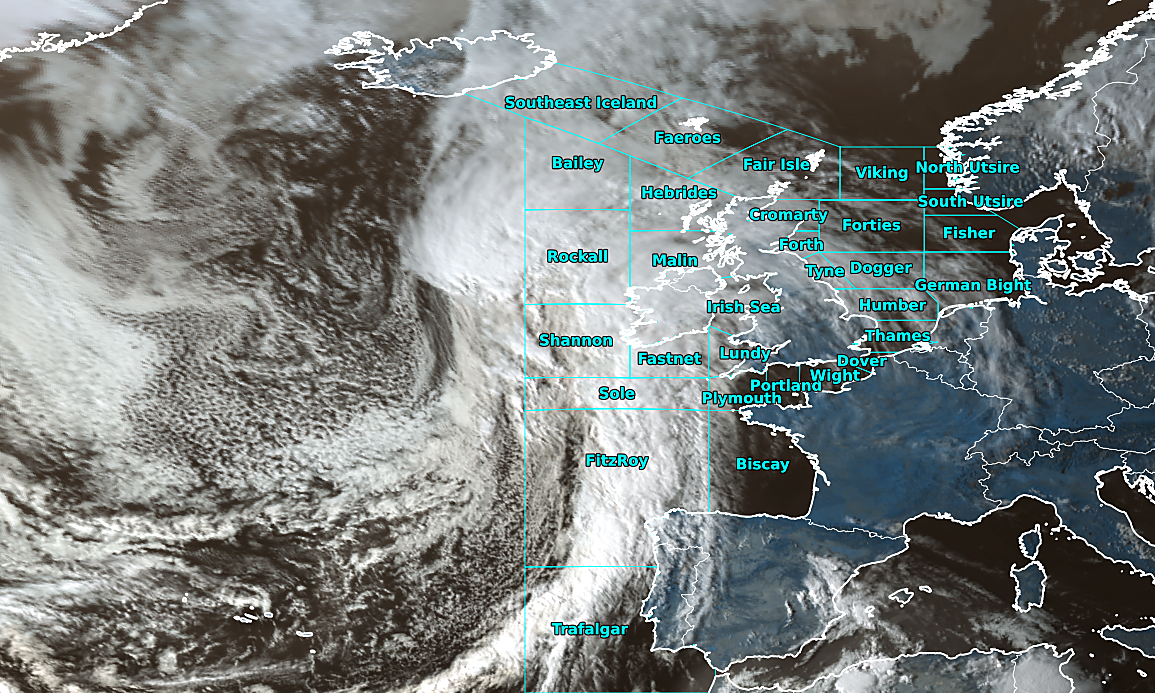 Southeast Iceland
Faeroes
Bailey
Fair Isle
North Utsire
Viking
Hebrides
South Utsire
Cromarty
Forties
Fisher
Forth
Rockall
Malin
Tyne
Dogger
German Bight
Irish Sea
Humber
Thames
Shannon
Fastnet
Lundy
Dover
Wight
Portland
Sole
Plymouth
FitzRoy
Biscay
Trafalgar